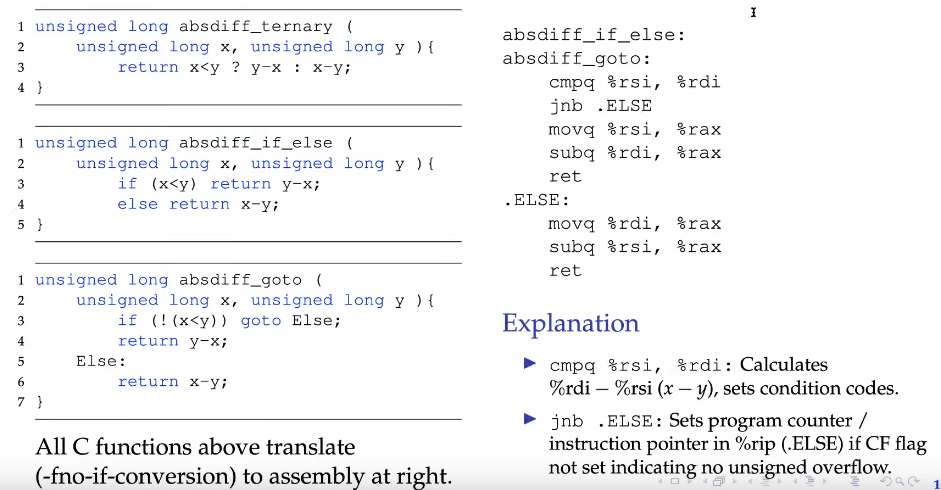 1 unsigned long absdiff_ternary (
2 unsigned long x, unsigned long y ){
3 return x<y ? y-x : x-y;
4 }
1 unsigned long absdiff_if_else (
2 unsigned long x, unsigned long y ){
3 if (x<y) return y-x;
4 else return x-y;
5 }
1 unsigned long absdiff_goto (
2 unsigned long x, unsigned long y ){
3 if (!(x<y)) goto Else;
4 return y-x;
5 Else:
6 return x-y;
7 }
All C functions above translate
(-fno-if-conversion) to assembly at right.
absdiff_if_else:
absdiff_goto:
cmpq %rsi, %rdi
jnb .ELSE
movq %rsi, %rax
subq %rdi, %rax
ret
.ELSE:
movq %rdi, %rax
subq %rsi, %rax
ret
Explanation
▶ cmpq %rsi, %rdi: Calculates
%rdi − %rsi (x − y), sets condition codes.
▶ jnb .ELSE: Sets program counter /
instruction pointer in %rip (.ELSE) if CF flag
not set indicating no unsigned overflow.